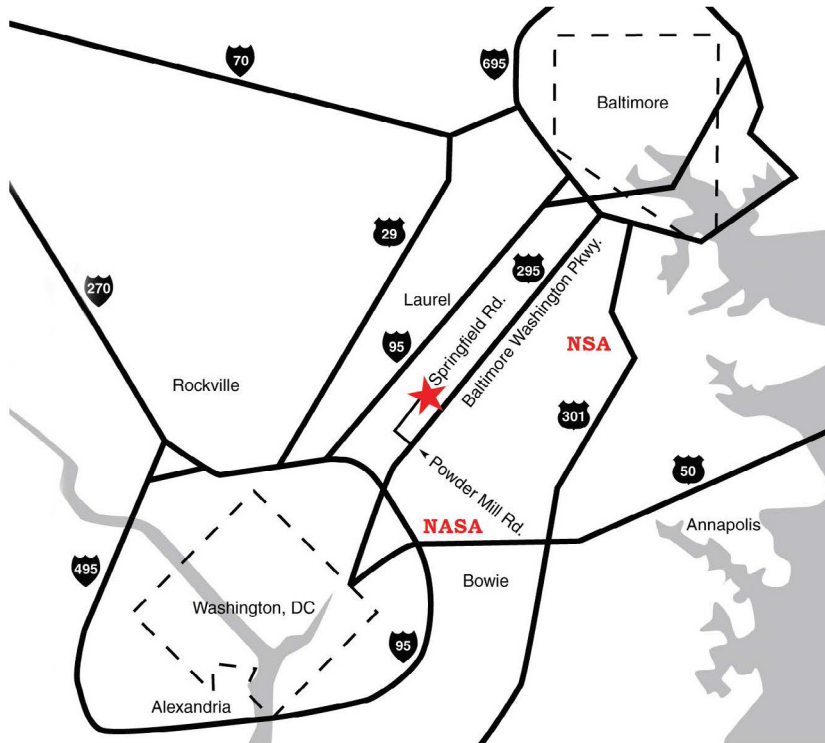 70
695
Baltimore
29
295
270
Laurel
Springfield Rd.
Baltimore Washington Pkwy.
NSA
95
Rockville
301
Powder Mill Rd.
50
NASA
Annapolis
495
Bowie
Washington, DC
95
Alexandria